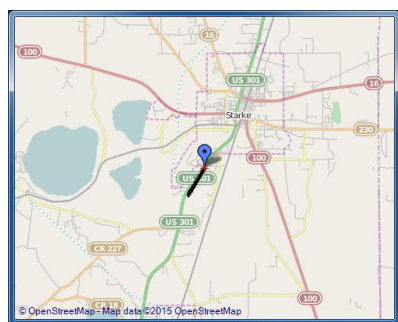 100
16
US 301
16
Starke
230
100
US 301
US 301
CR 227
CR 18
100
© OpenStreetMap - Map data ©2015 OpenStreetMap